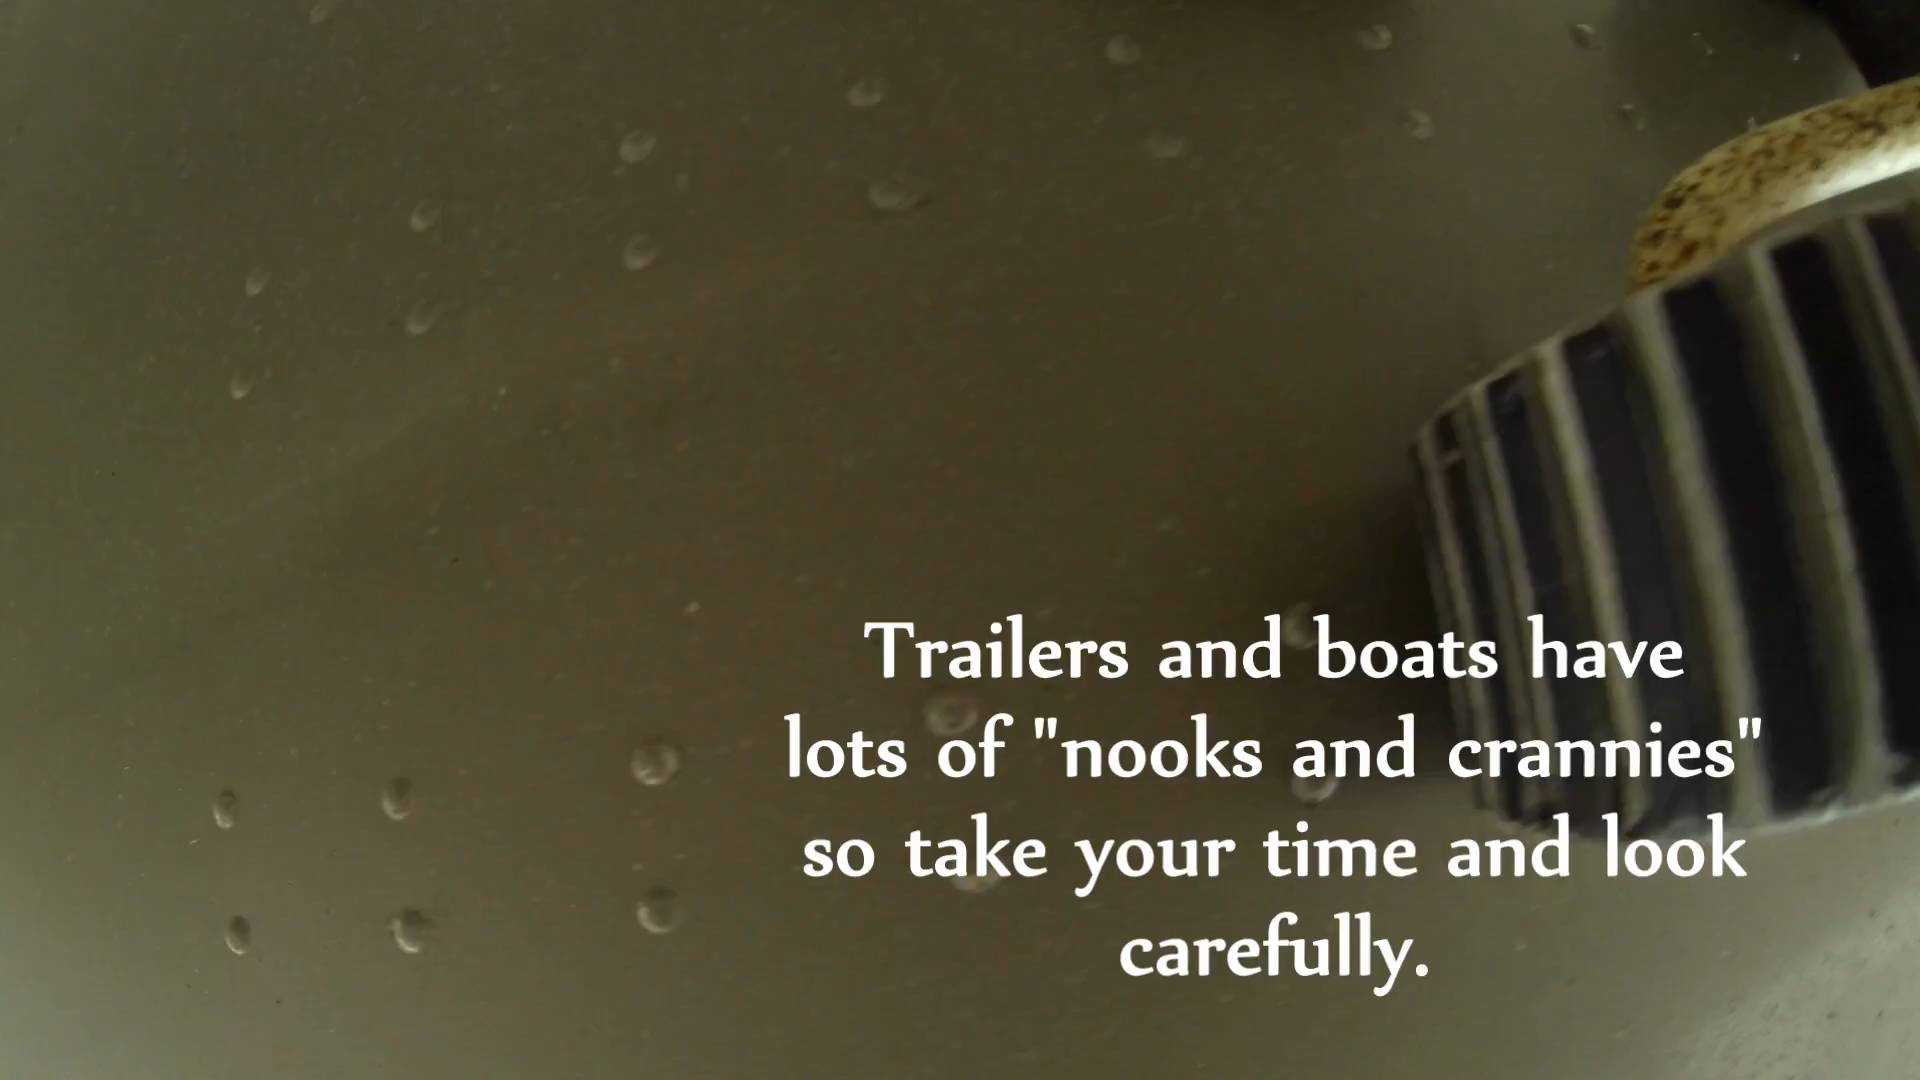 Trailers and boats have
lots of "nooks and crannies"
so take your time and look
carefully.